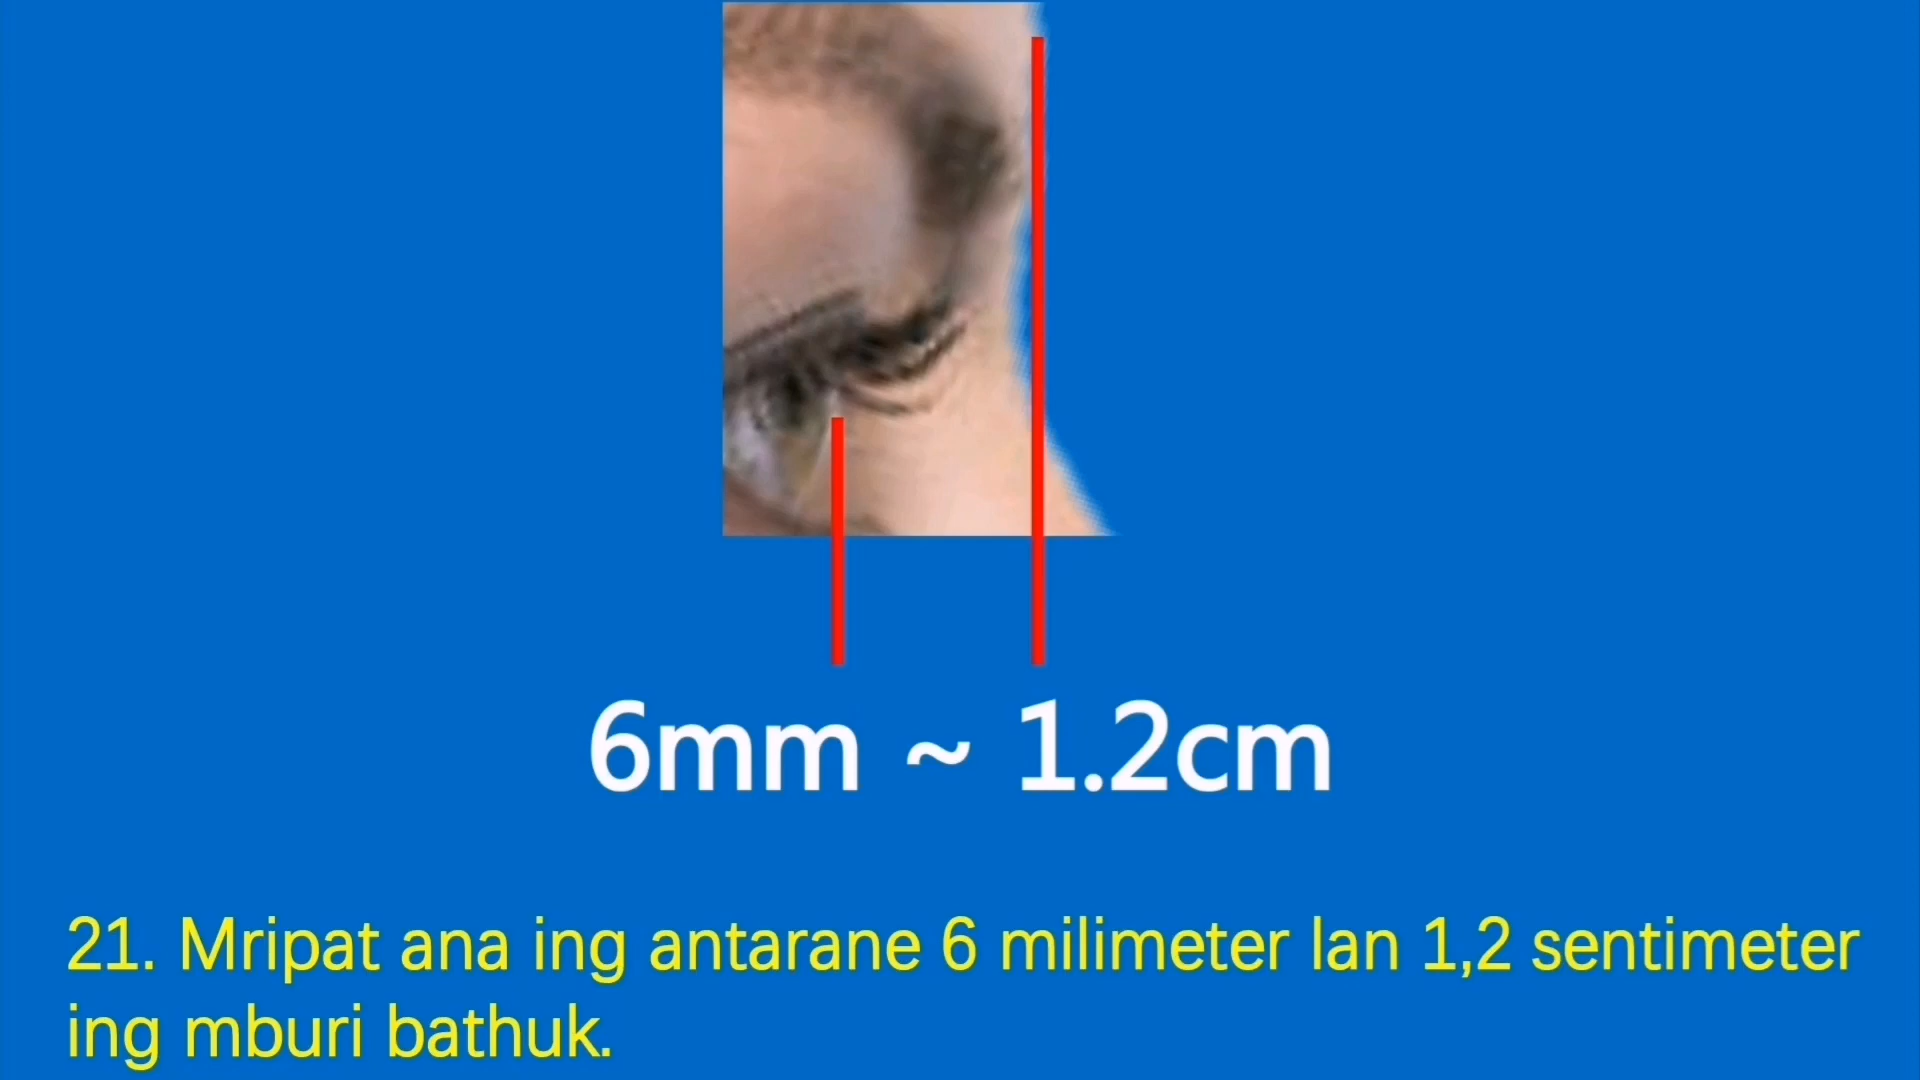 6mm ~ 1.2cm
21. Mripat ana ing antarane 6 milimeter lan 1,2 sentimeter
ing mburi bathuk.